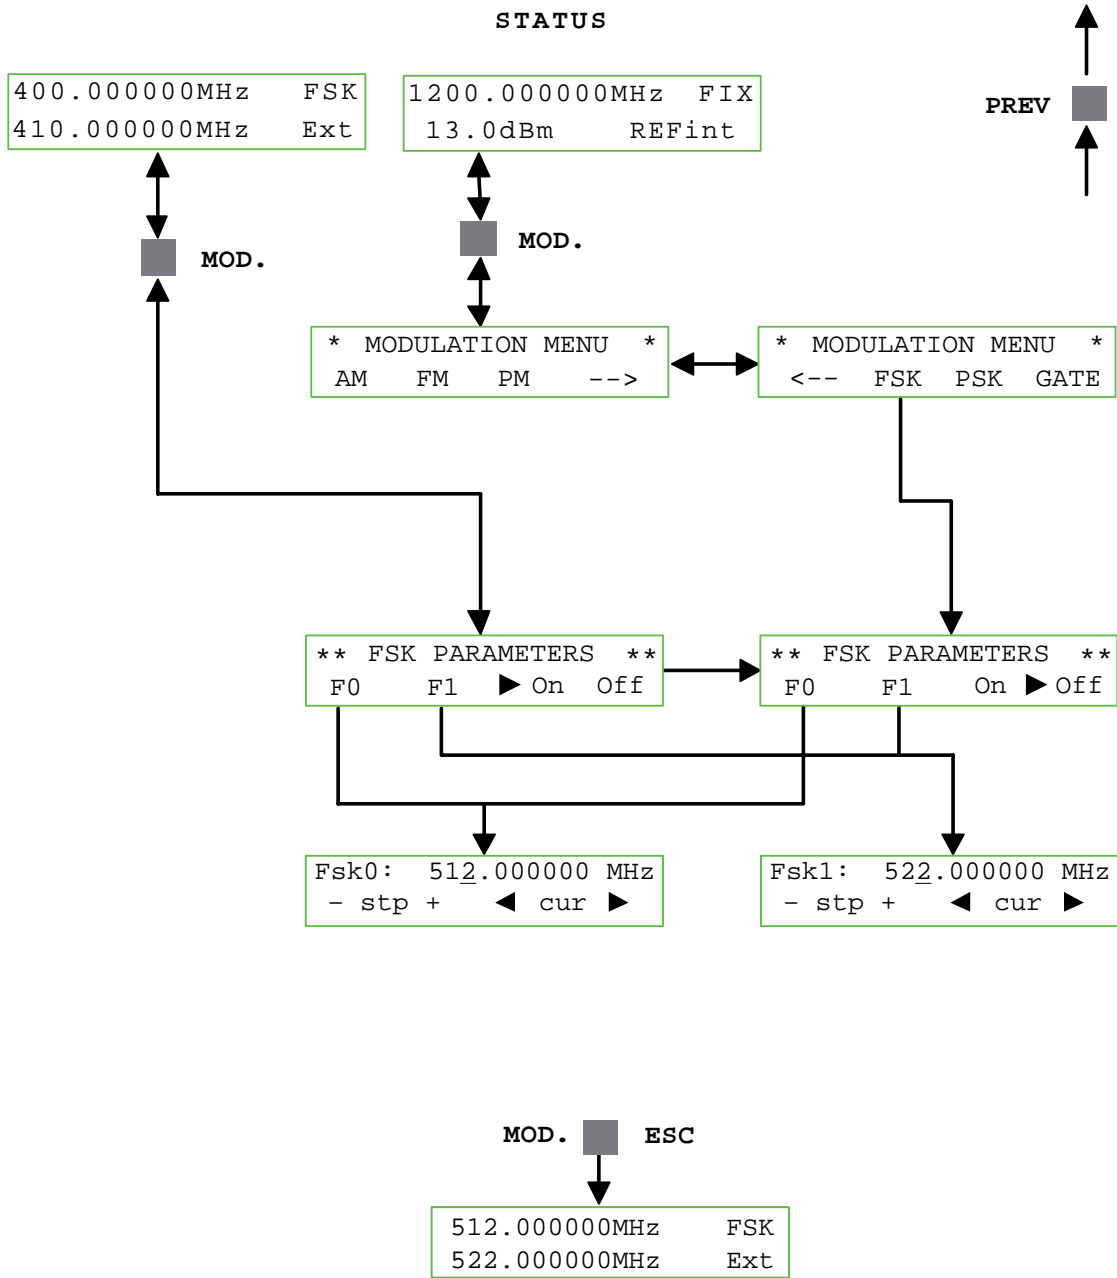 STATUS
400.000000MHz FSK
410.000000MHz Ext
1200.000000MHz FIX
13.0dBm REFint
PREV
MOD.
MOD.
* MODULATION MENU *
AM FM PM -->
* MODULATION MENU *
<-- FSK PSK GATE
** FSK PARAMETERS **
F0 F1 ▶ On Off
** FSK PARAMETERS **
F0 F1 On ▶ Off
Fsk0: 512.000000 MHz
- stp + ◀ cur ▶
Fsk1: 522.000000 MHz
- stp + ◀ cur ▶
MOD. ESC
512.000000MHz FSK
522.000000MHz Ext